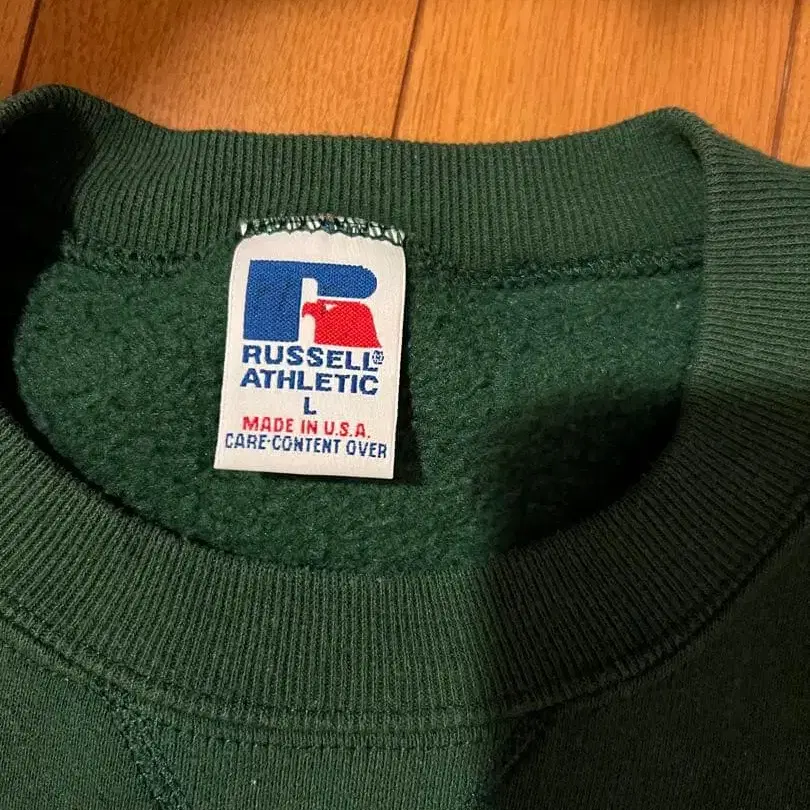 R
RUSSELL®
ATHLETIC
L
MADE IN U.S.A.
CARE-CONTENT OVER